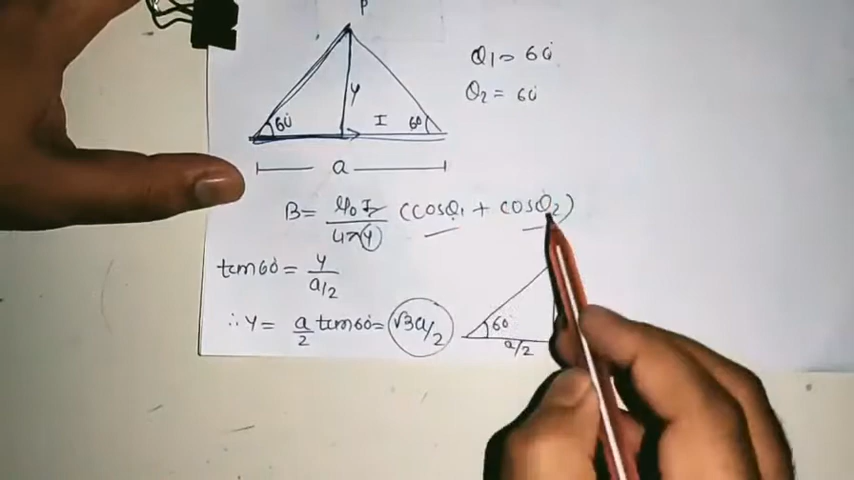 P
θ1 = 60°
y
θ2 = 60°
60° I 60
a
B = μ0 I / 4π y (cosθ1 + cosθ2)
tan60° = y / a/2
60°
∴ y = a/2 tan60° = √3a/2
a/2